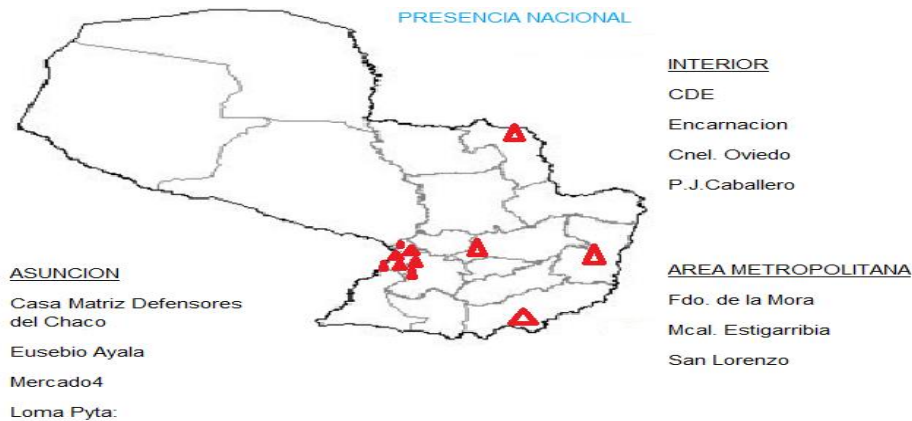 PRESENCIA NACIONAL
INTERIOR
CDE
Encarnacion
Cnel. Oviedo
P.J.Caballero
ASUNCION
Casa Matriz Defensores
del Chaco
Eusebio Ayala
Mercado4
Loma Pyta:
AREA METROPOLITANA
Fdo. de la Mora
Mcal. Estigarribia
San Lorenzo